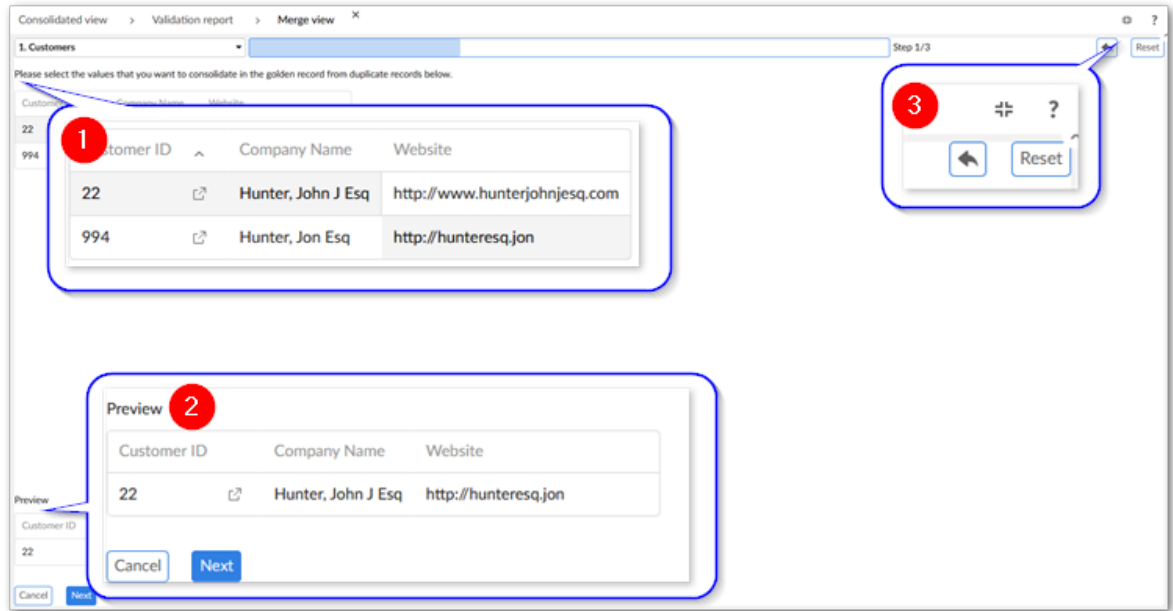 Consolidated view > Validation report > Merge view ×
?
1. Customers
Step 1/3
Reset
Please select the values that you want to consolidate in the golden record from duplicate records below.
Customer Company Name Website
22
994
1
stomer ID Company Name Website
22 Hunter, John J Esq http://www.hunterjohnjesq.com
994 Hunter, Jon Esq http://hunteresq.jon
3
?
Reset
Preview 2
Customer ID Company Name Website
22 Hunter, John J Esq http://hunteresq.jon
Cancel Next
Preview
Customer ID
22
Cancel Next